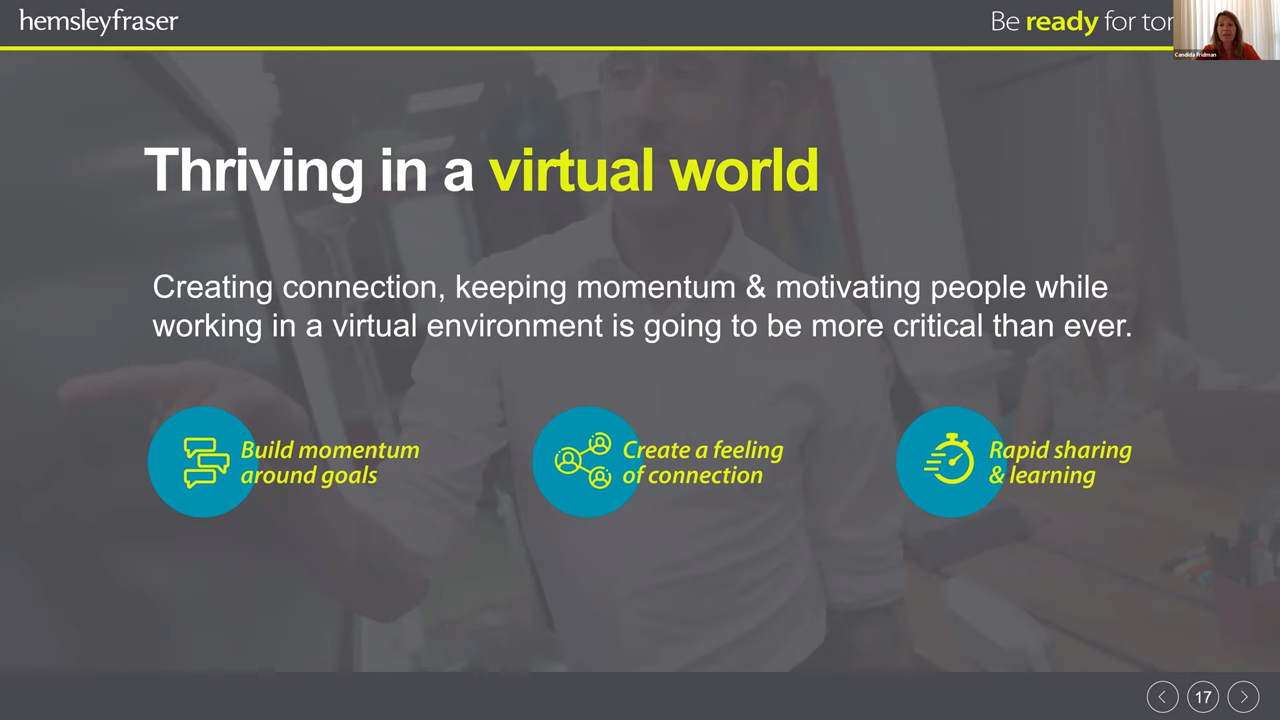 hemsleyfraser
Be ready for tor
Candida Fridman
Thriving in a virtual world
Creating connection, keeping momentum & motivating people while
working in a virtual environment is going to be more critical than ever.
Build momentum
around goals
Create a feeling
of connection
Rapid sharing
& learning
17